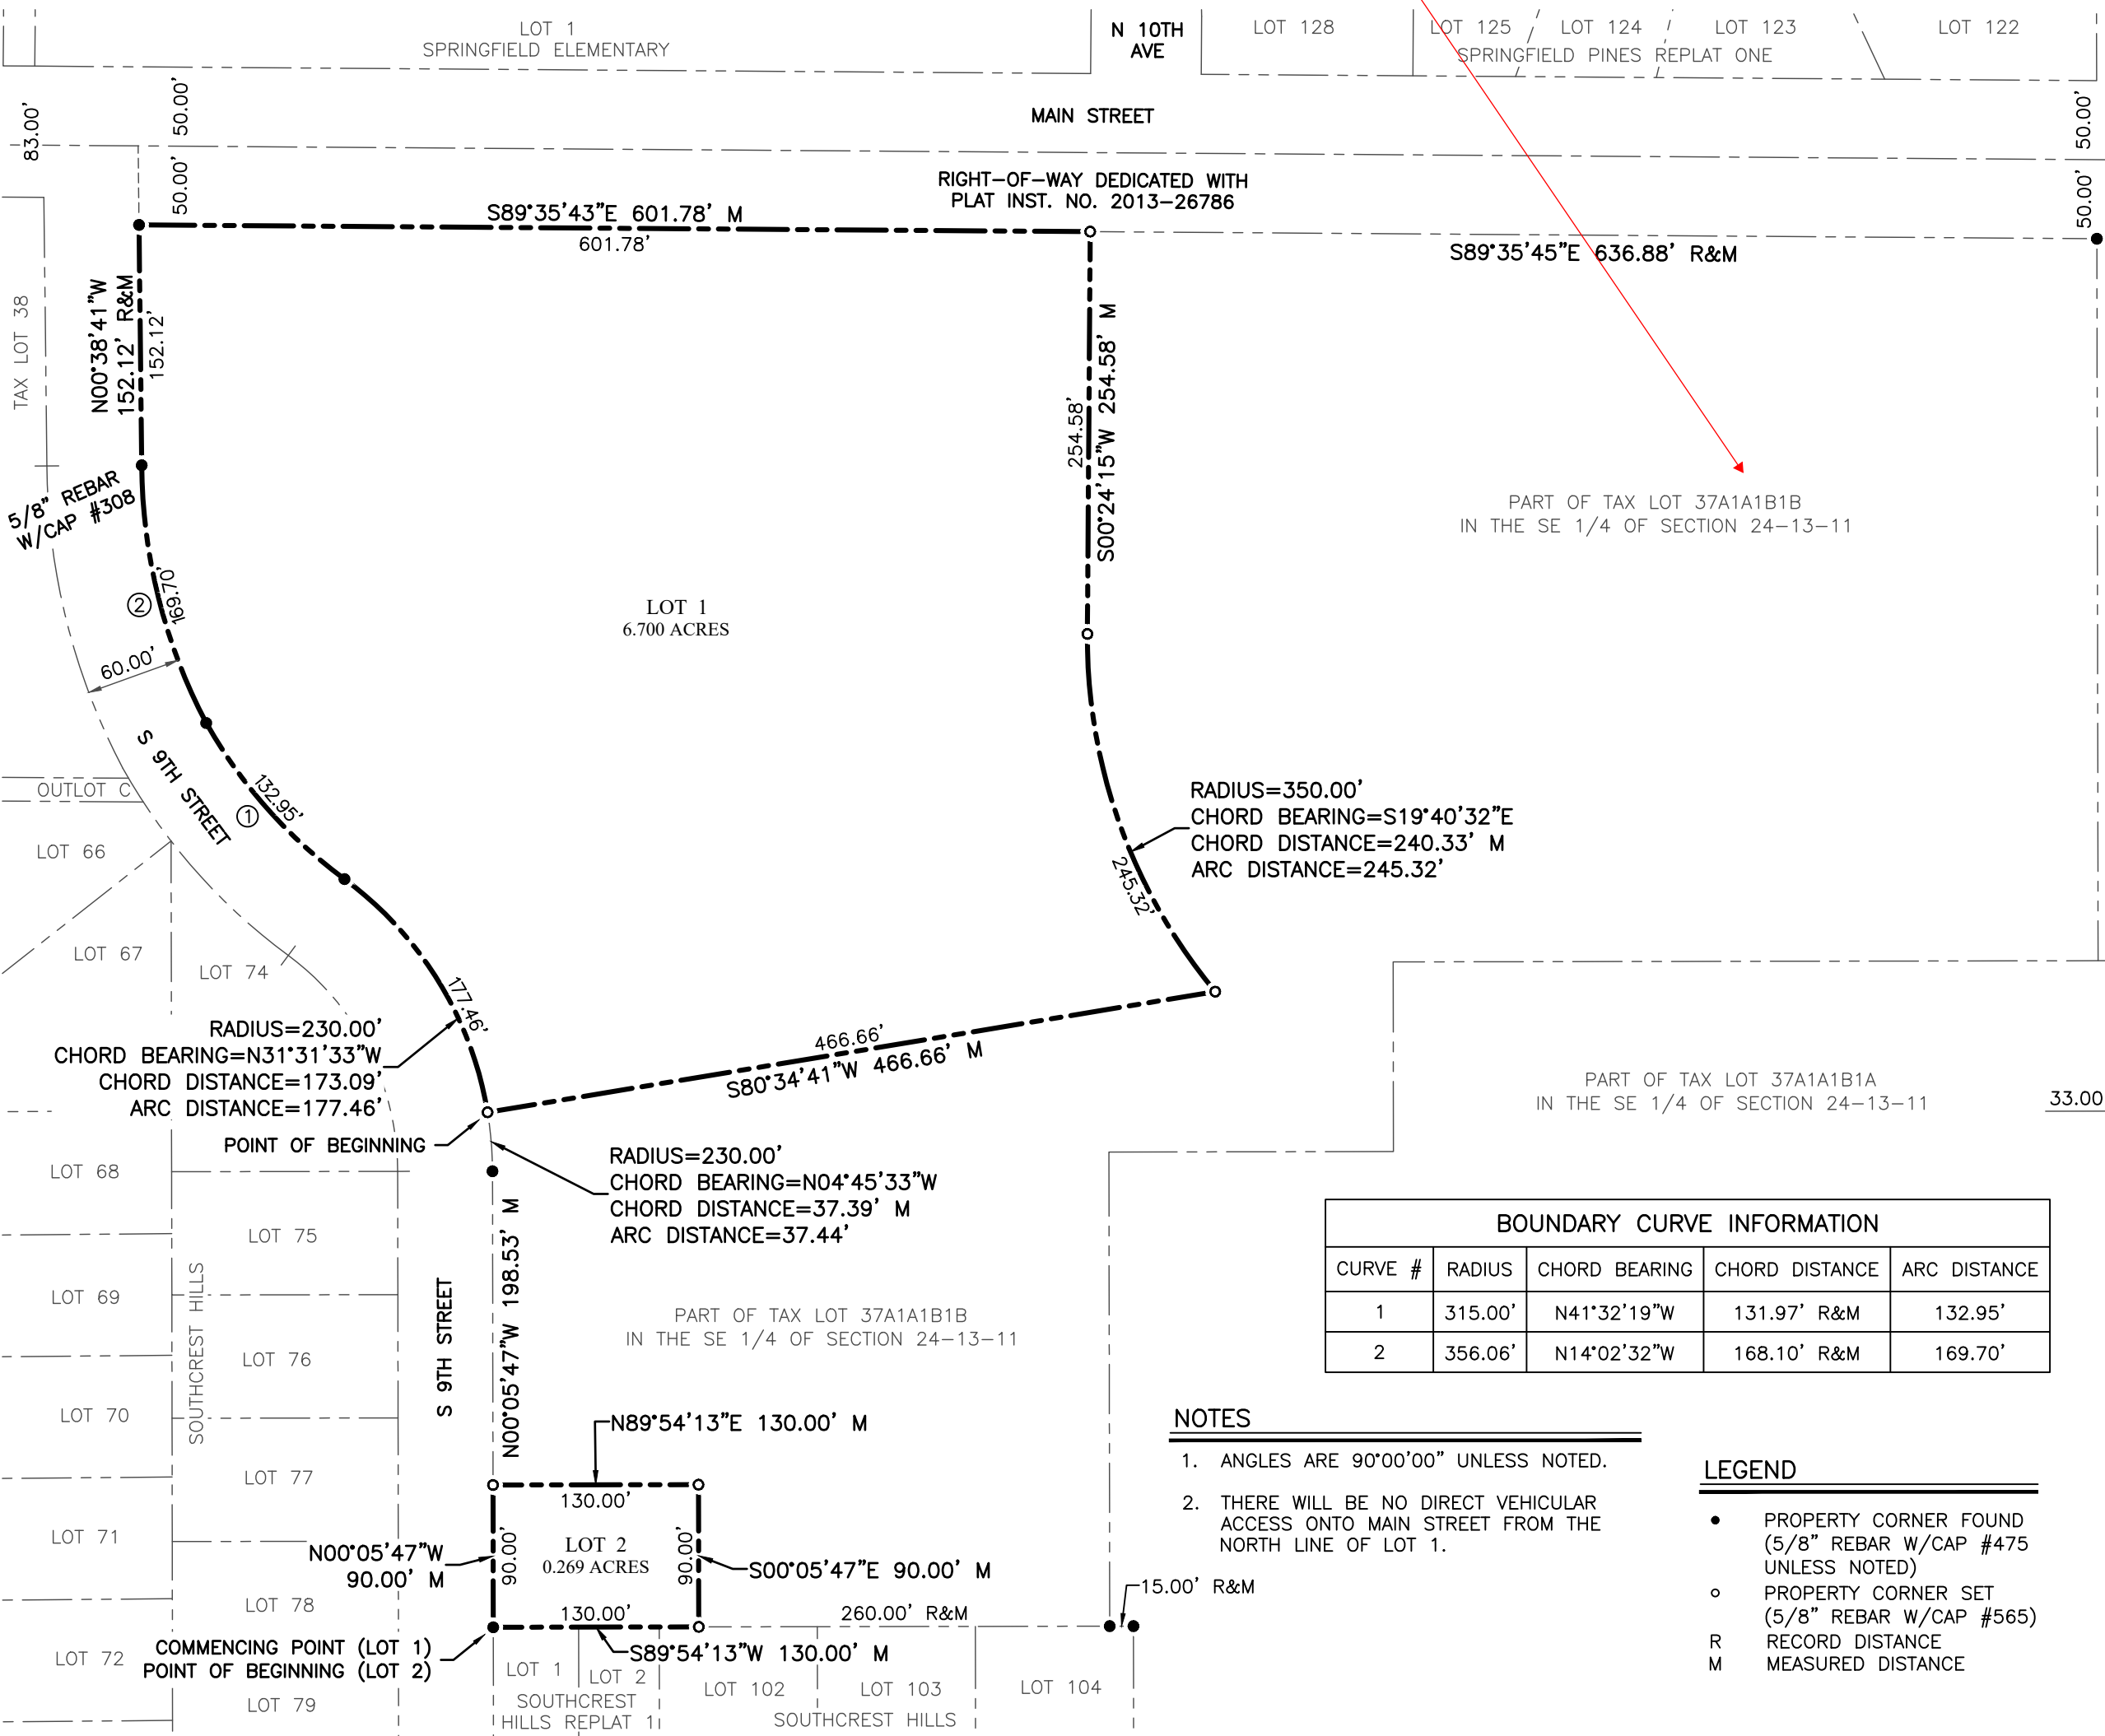 LOT 1
SPRINGFIELD ELEMENTARY
N 10TH
AVE
LOT 128
LOT 125
LOT 124
LOT 123
LOT 122
SPRINGFIELD PINES REPLAT ONE
83.00'
50.00'
MAIN STREET
50.00'
50.00'
RIGHT-OF-WAY DEDICATED WITH
PLAT INST. NO. 2013-26786
50.00'
S89°35'43"E 601.78' M
601.78'
S89°35'45"E 636.88' R&M
TAX LOT 38
N00°38'41"W
152.12' R&M
152.12'
254.58'
S00°24'15"W 254.58' M
5/8" REBAR
W/CAP #308
PART OF TAX LOT 37A1A1B1B
IN THE SE 1/4 OF SECTION 24-13-11
2
169.70'
LOT 1
6.700 ACRES
60.00'
S 9TH STREET
OUTLOT C
132.95'
1
RADIUS=350.00'
CHORD BEARING=S19°40'32"E
CHORD DISTANCE=240.33' M
ARC DISTANCE=245.32'
245.32'
LOT 66
LOT 67
LOT 74
177.46'
RADIUS=230.00'
CHORD BEARING=N31°31'33"W
CHORD DISTANCE=173.09'
ARC DISTANCE=177.46'
466.66'
S80°34'41"W 466.66' M
POINT OF BEGINNING
PART OF TAX LOT 37A1A1B1A
IN THE SE 1/4 OF SECTION 24-13-11
33.00
RADIUS=230.00'
CHORD BEARING=N04°45'33"W
CHORD DISTANCE=37.39' M
ARC DISTANCE=37.44'
LOT 68
LOT 75
LOT 69
LOT 76
LOT 70
LOT 77
LOT 71
LOT 78
LOT 72
LOT 79
SOUTHCREST HILLS
S 9TH STREET
N00°05'47"W 198.53' M
PART OF TAX LOT 37A1A1B1B
IN THE SE 1/4 OF SECTION 24-13-11
BOUNDARY CURVE INFORMATION
CURVE # RADIUS CHORD BEARING CHORD DISTANCE ARC DISTANCE
1 315.00' N41°32'19"W 131.97' R&M 132.95'
2 356.06' N14°02'32"W 168.10' R&M 169.70'
N89°54'13"E 130.00' M
130.00'
LOT 2
0.269 ACRES
90.00'
90.00'
N00°05'47"W
90.00' M
S00°05'47"E 90.00' M
130.00'
260.00' R&M
15.00' R&M
S89°54'13"W 130.00' M
COMMENCING POINT (LOT 1)
POINT OF BEGINNING (LOT 2)
LOT 1
LOT 2
SOUTHCREST
HILLS REPLAT 1
LOT 102
LOT 103
LOT 104
SOUTHCREST HILLS
NOTES
1. ANGLES ARE 90°00'00" UNLESS NOTED.
2. THERE WILL BE NO DIRECT VEHICULAR
ACCESS ONTO MAIN STREET FROM THE
NORTH LINE OF LOT 1.
LEGEND
● PROPERTY CORNER FOUND
(5/8" REBAR W/CAP #475
UNLESS NOTED)
○ PROPERTY CORNER SET
(5/8" REBAR W/CAP #565)
R RECORD DISTANCE
M MEASURED DISTANCE